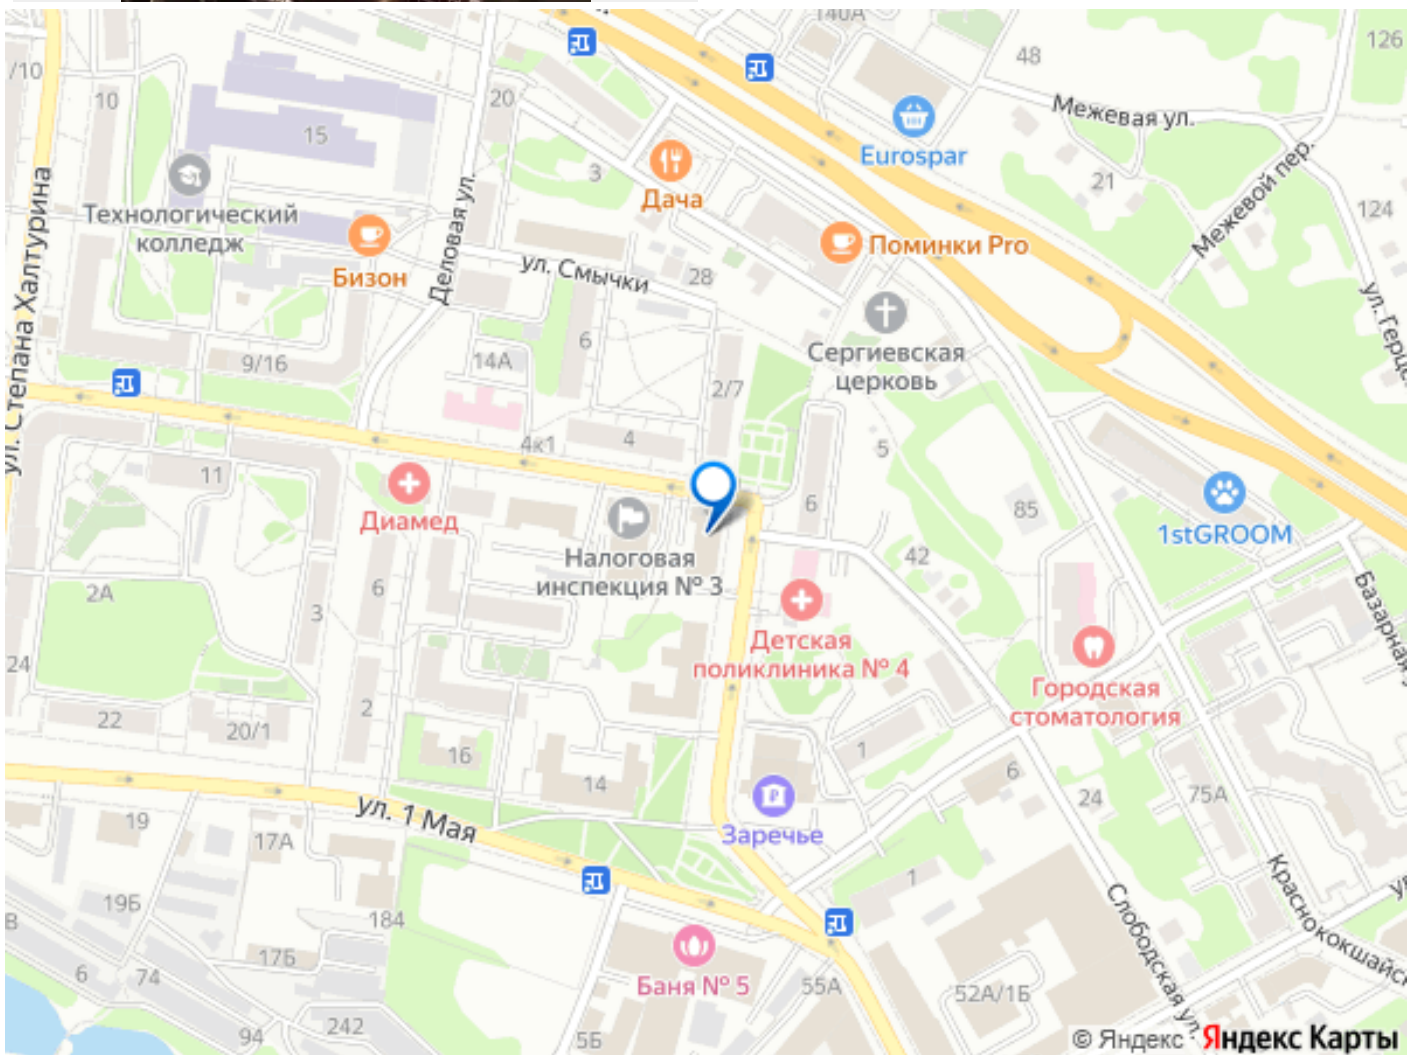 140А
126
48
/10
10
20
Межевая ул.
15
Eurospar
3
21
Дача
Межевой пер.
124
Технологический
колледж
Бизон
Деловая ул.
ул. Смычки
28
Поминки Pro
ул. Степана Халтурина
ул. Герце
9/16
14А
6
2/7
Сергиевская
церковь
4к1
4
5
11
6
85
Диамед
1stGROOM
Налоговая
инспекция № 3
42
2А
6
3
Детская
поликлиника № 4
Базарная
24
Городская
стоматология
22
20/1
2
16
14
1
6
24
75А
ул. 1 Мая
19
17А
Заречье
1
Краснококшайс
Слободская ул.
19Б
184
17Б
6
74
Баня № 5
55А
52А/1Б
94
242
5Б
© Яндекс Яндекс Карты